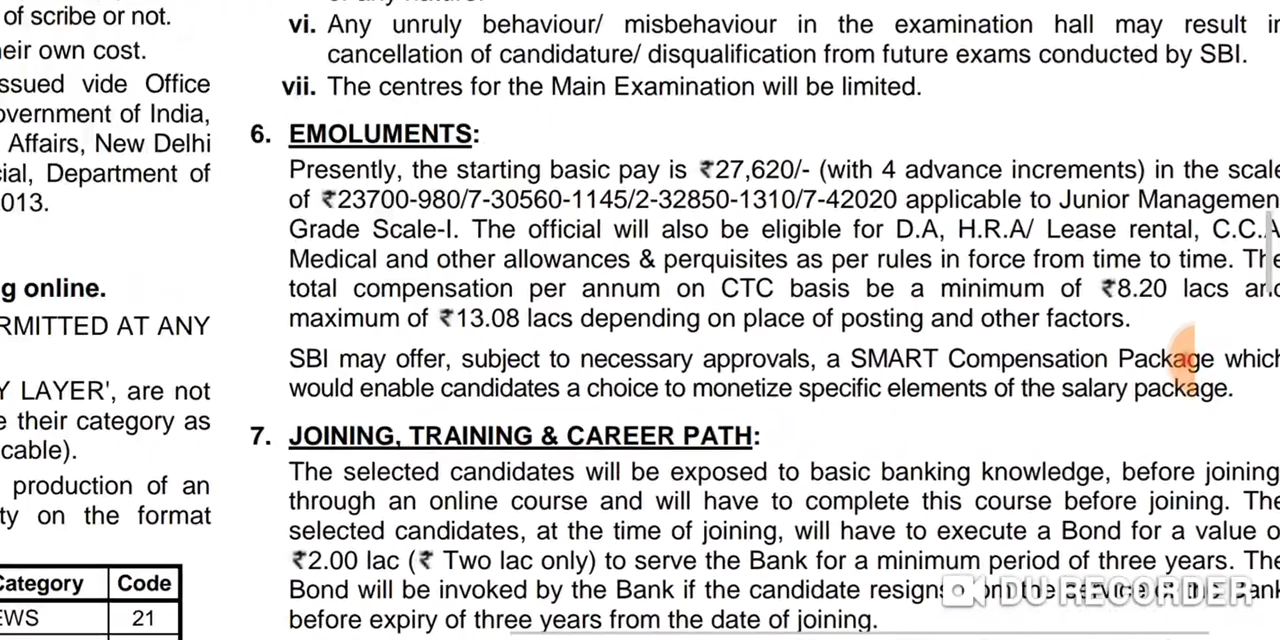 of scribe or not.
their own cost.
issued vide Office
Government of India,
Affairs, New Delhi
cial, Department of
2013.
g online.
ERMITTED AT ANY
Y LAYER', are not
e their category as
cable).
production of an
ty on the format
Category Code
EWS 21
vi. Any unruly behaviour/ misbehaviour in the examination hall may result in
cancellation of candidature/ disqualification from future exams conducted by SBI.
vii. The centres for the Main Examination will be limited.
6. EMOLUMENTS:
Presently, the starting basic pay is ₹27,620/- (with 4 advance increments) in the scale
of ₹23700-980/7-30560-1145/2-32850-1310/7-42020 applicable to Junior Management
Grade Scale-I. The official will also be eligible for D.A, H.R.A/ Lease rental, C.C.A
Medical and other allowances & perquisites as per rules in force from time to time. The
total compensation per annum on CTC basis be a minimum of ₹8.20 lacs and
maximum of ₹13.08 lacs depending on place of posting and other factors.
SBI may offer, subject to necessary approvals, a SMART Compensation Package which
would enable candidates a choice to monetize specific elements of the salary package.
7. JOINING, TRAINING & CAREER PATH:
The selected candidates will be exposed to basic banking knowledge, before joining
through an online course and will have to complete this course before joining. The
selected candidates, at the time of joining, will have to execute a Bond for a value of
₹2.00 lac (₹ Two lac only) to serve the Bank for a minimum period of three years. The
Bond will be invoked by the Bank if the candidate resigns from the service of the Bank
before expiry of three years from the date of joining.
DU RECORDER